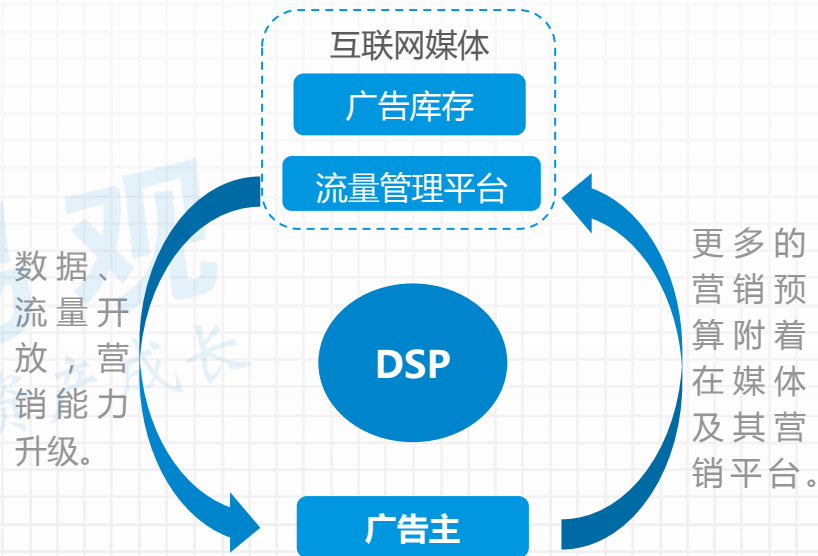 互联网媒体
广告库存
流量管理平台
数据、
流量开
放，营
销能力
升级。
DSP
更多的
营销预
算附着
在媒体
及其营
销平台。
广告主